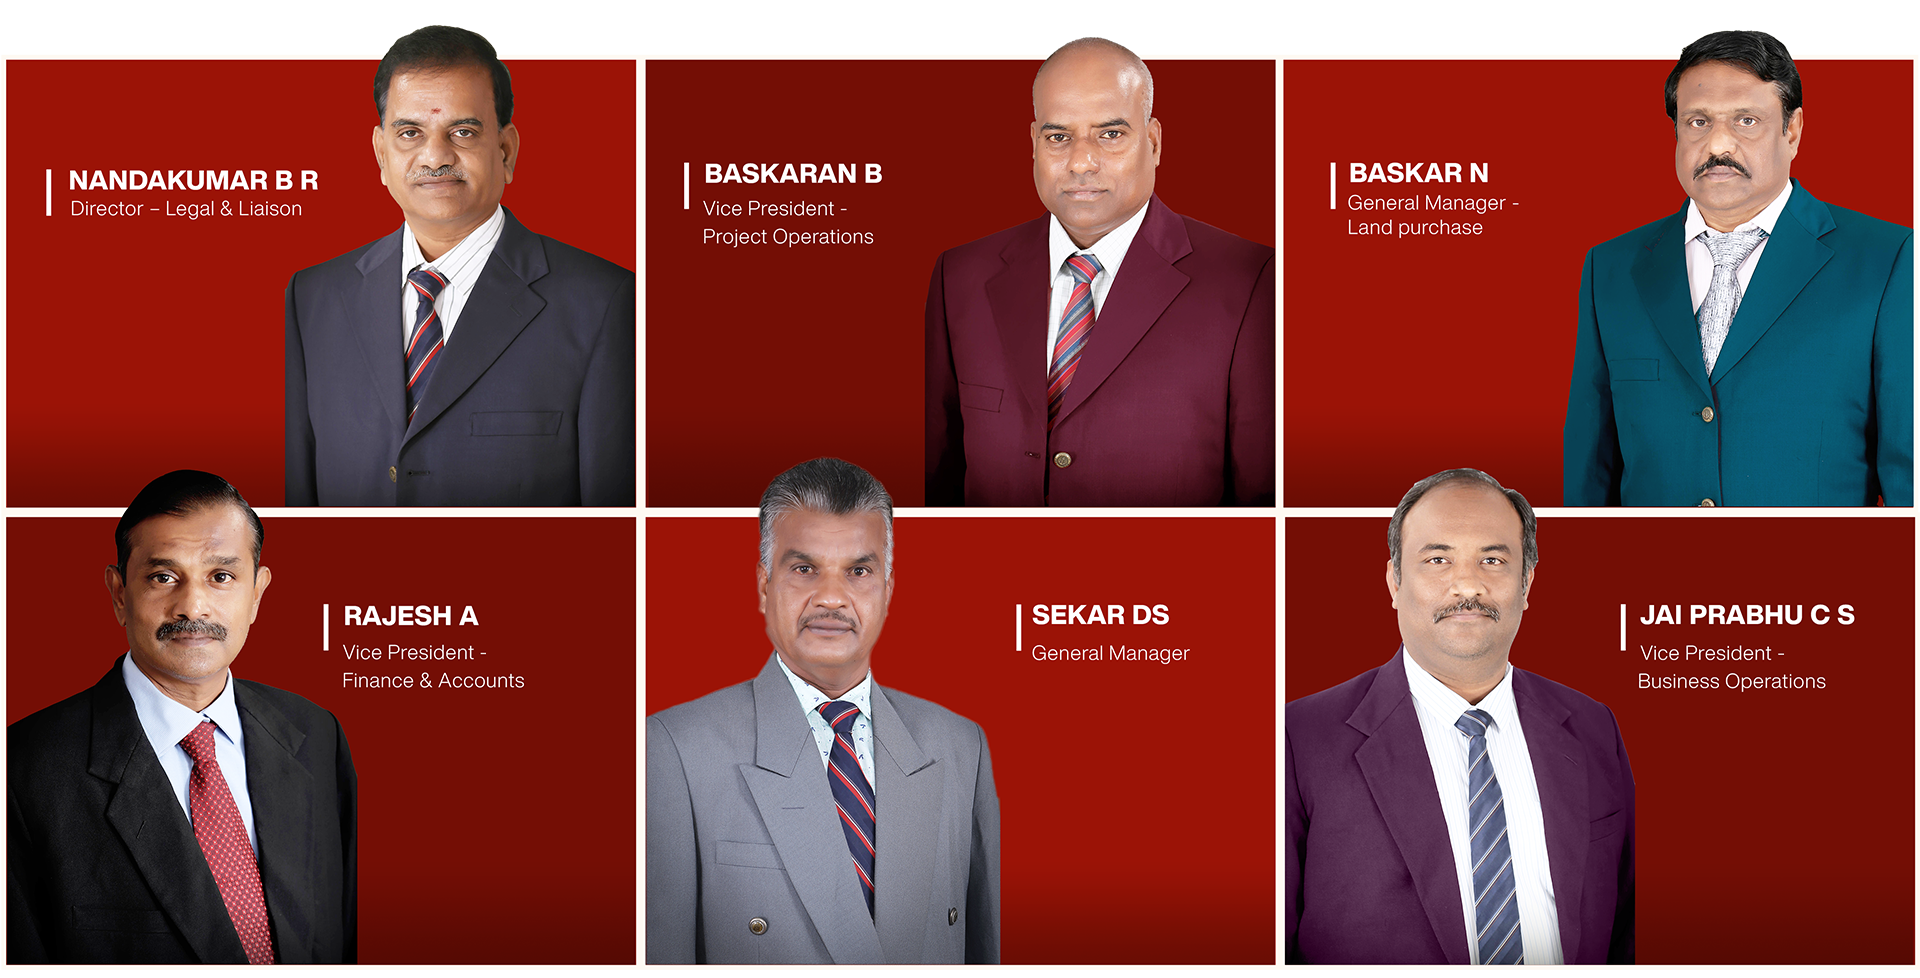 NANDAKUMAR B R
Director – Legal & Liaison
BASKARAN B
Vice President -
Project Operations
BASKAR N
General Manager -
Land purchase
RAJESH A
Vice President -
Finance & Accounts
SEKAR DS
General Manager
JAI PRABHU C S
Vice President -
Business Operations